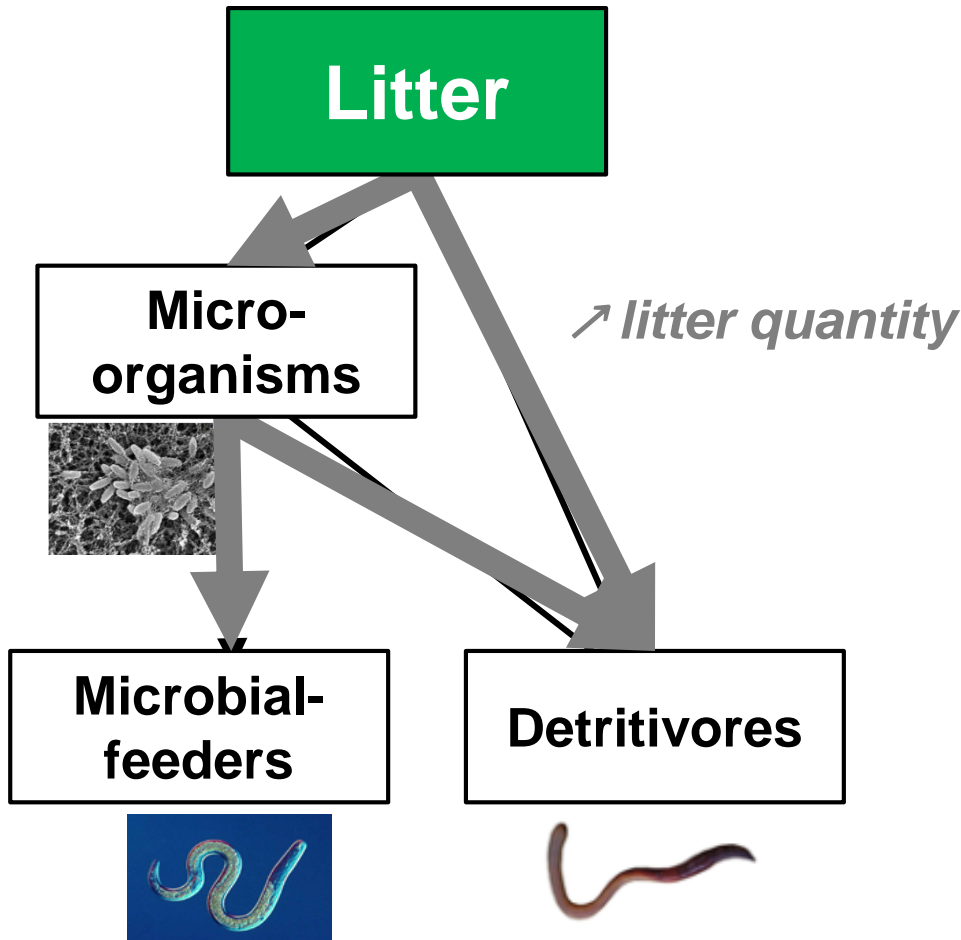 Litter
Micro-
organisms
↗ litter quantity
Microbial-
feeders
Detritivores